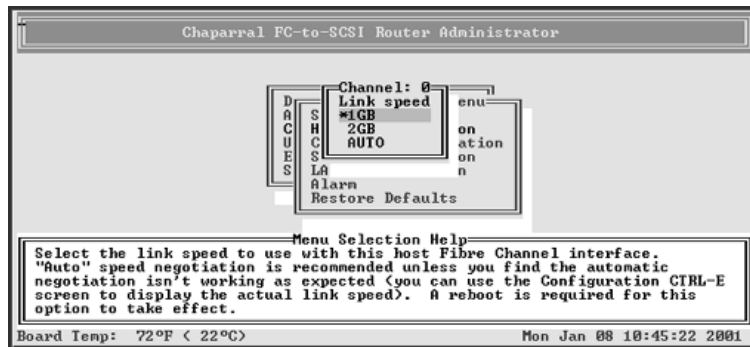 Chaparral FC-to-SCSI Router Administrator
Channel: 0
Link speed
*1GB
2GB
AUTO
D
A
C
U
E
S
enu
S
H on
C ation
S on
LA n
Alarm
Restore Defaults
Menu Selection Help
Select the link speed to use with this host Fibre Channel interface.
"Auto" speed negotiation is recommended unless you find the automatic
negotiation isn't working as expected (you can use the Configuration CTRL-E
screen to display the actual link speed). A reboot is required for this
option to take effect.
Board Temp: 72°F ( 22°C) Mon Jan 08 10:45:22 2001